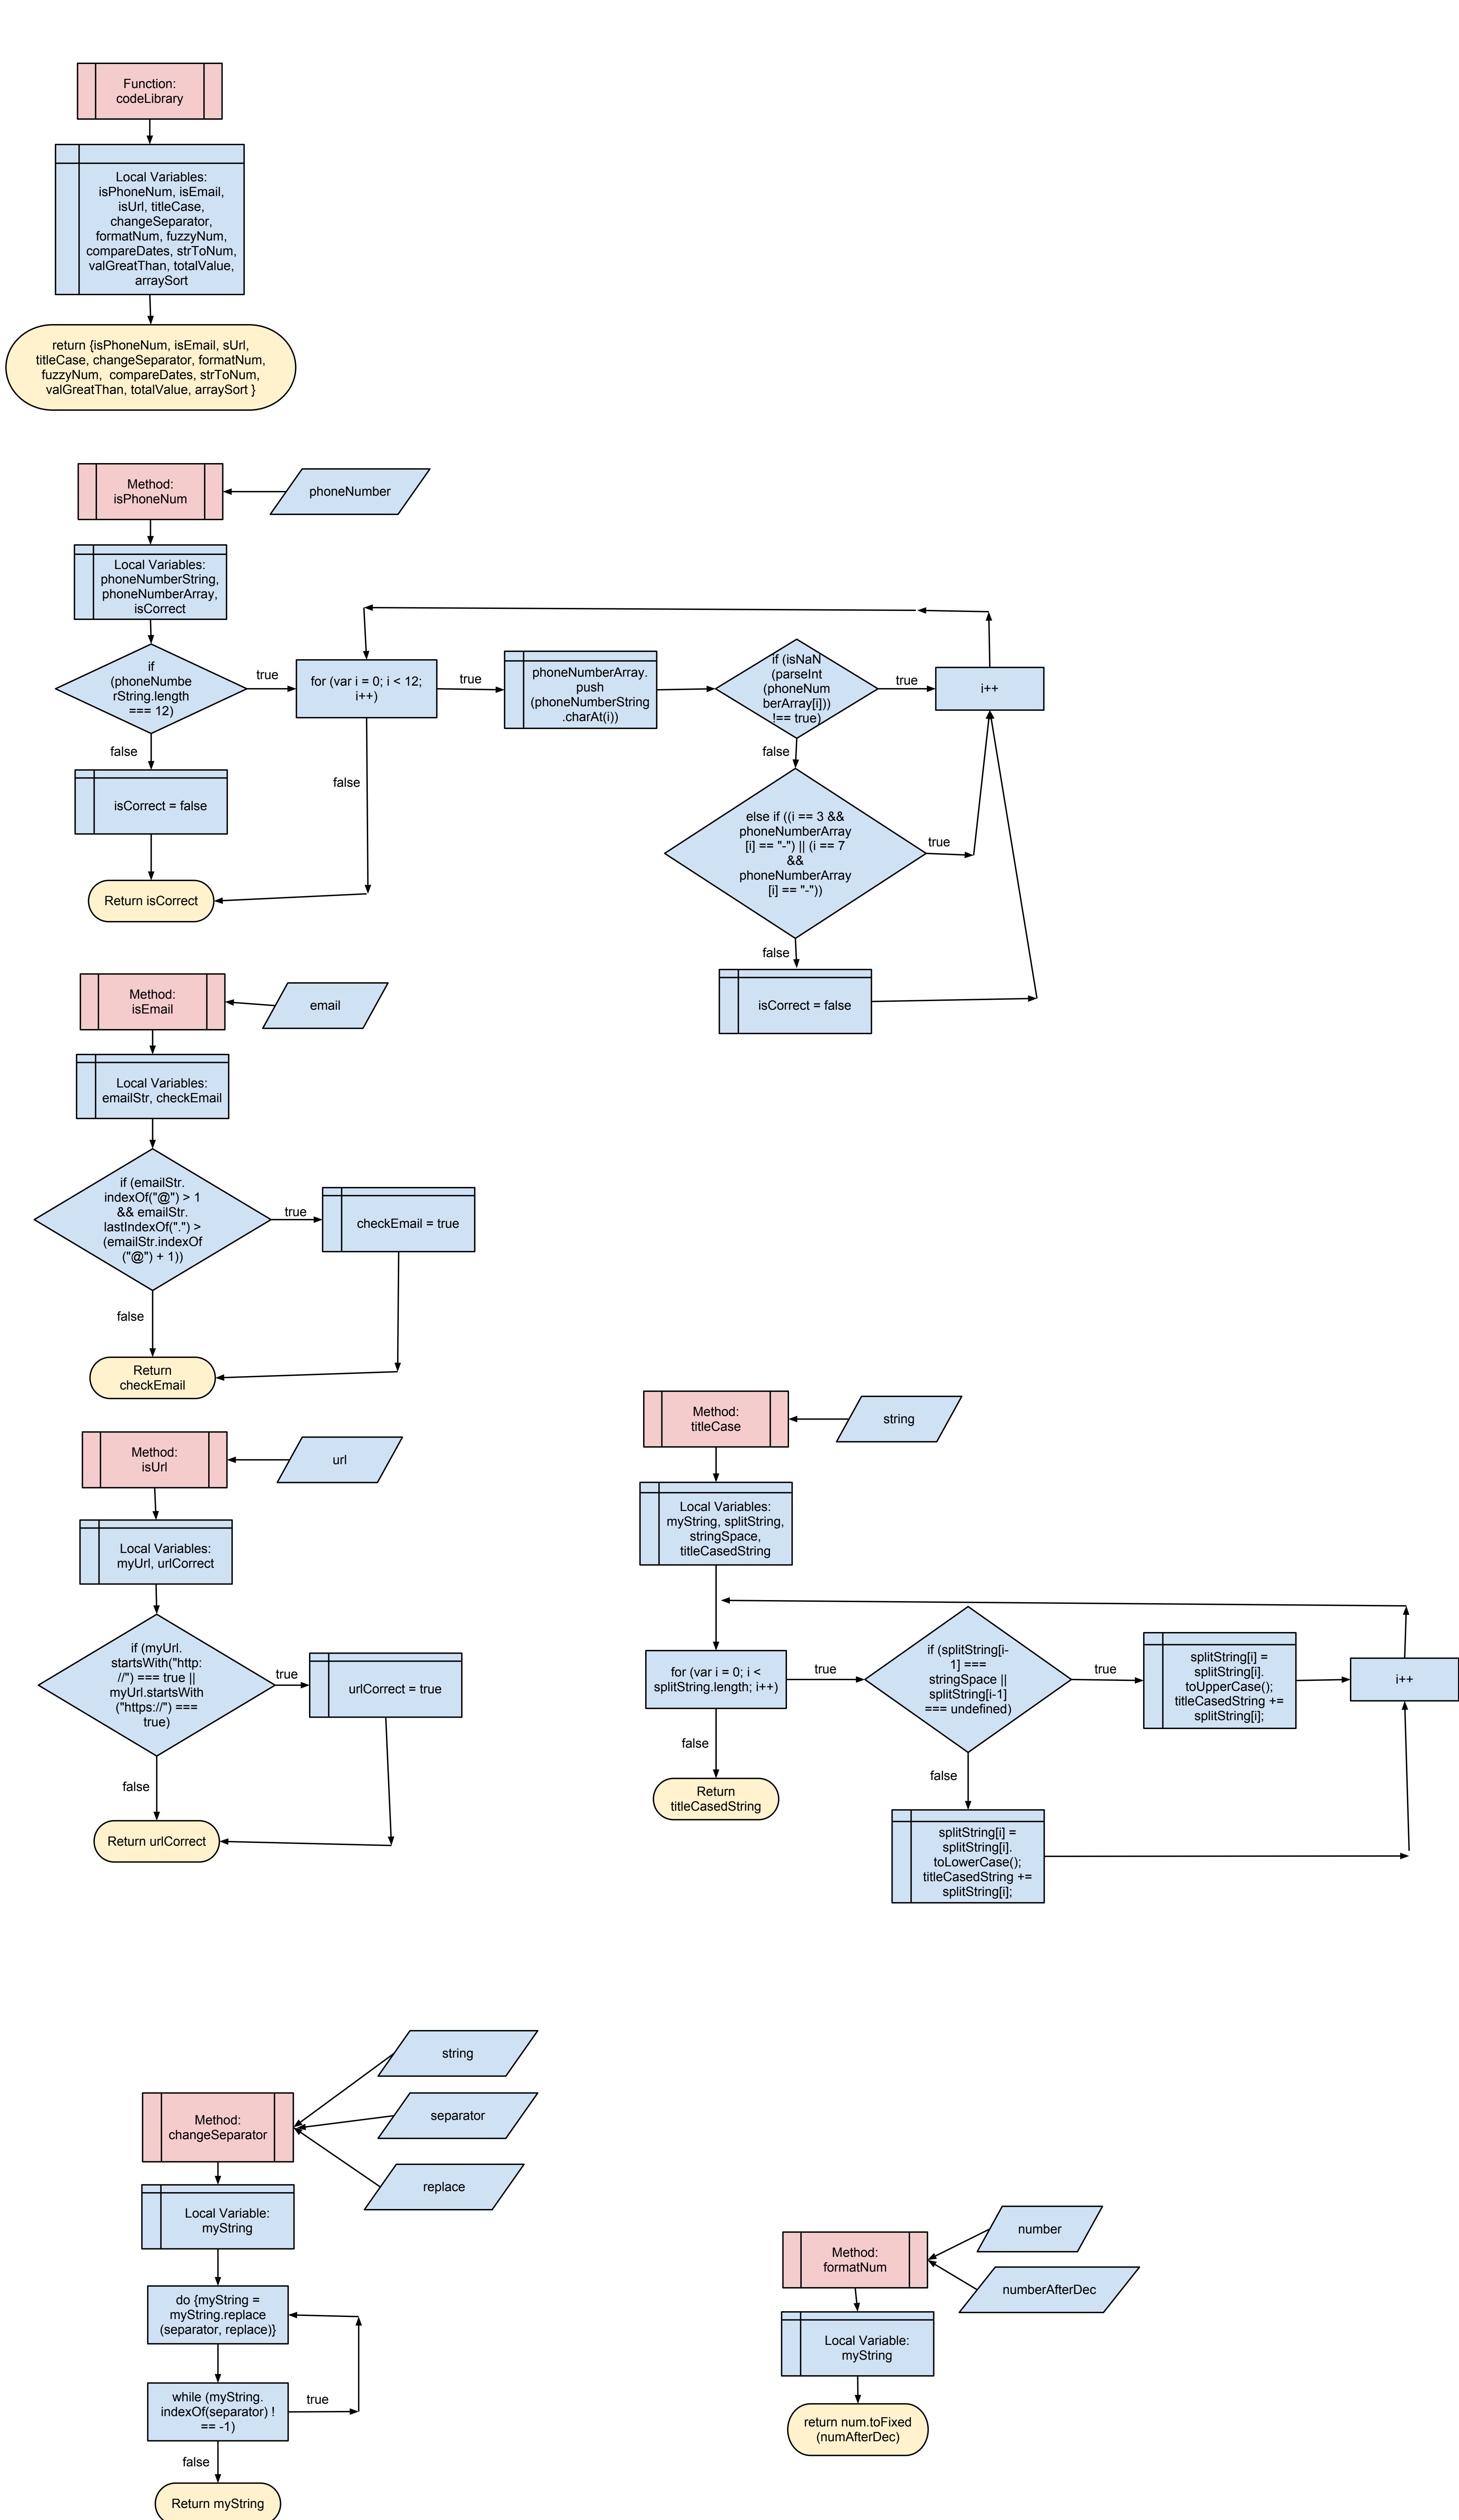 Function:
codeLibrary
Local Variables:
isPhoneNum, isEmail,
isUrl, titleCase,
changeSeparator,
formatNum, fuzzyNum,
compareDates, strToNum,
valGreatThan, totalValue,
arraySort
return {isPhoneNum, isEmail, sUrl,
titleCase, changeSeparator, formatNum,
fuzzyNum,  compareDates, strToNum,
valGreatThan, totalValue, arraySort }
Method:
isPhoneNum
phoneNumber
Local Variables:
phoneNumberString,
phoneNumberArray,
isCorrect
if
(phoneNumbe
rString.length
=== 12)
true
for (var i = 0; i < 12;
i++)
true
phoneNumberArray.
push
(phoneNumberString
.charAt(i))
if (isNaN
(parseInt
(phoneNum
berArray[i]))
!== true)
true
i++
false
isCorrect = false
false
Return isCorrect
false
else if ((i == 3 &&
phoneNumberArray
[i] == "-") || (i == 7
&&
phoneNumberArray
[i] == "-"))
true
false
isCorrect = false
Method:
isEmail
email
Local Variables:
emailStr, checkEmail
if (emailStr.
indexOf("@") > 1
&& emailStr.
lastIndexOf(".") >
(emailStr.indexOf
("@") + 1))
true
checkEmail = true
false
Return
checkEmail
Method:
isUrl
url
Local Variables:
myUrl, urlCorrect
if (myUrl.
startsWith("http:
//") === true ||
myUrl.startsWith
("https://") ===
true)
true
urlCorrect = true
false
Return urlCorrect
Method:
titleCase
string
Local Variables:
myString, splitString,
stringSpace,
titleCasedString
for (var i = 0; i <
splitString.length; i++)
true
if (splitString[i-
1] ===
stringSpace ||
splitString[i-1]
=== undefined)
true
splitString[i] =
splitString[i].
toUpperCase();
titleCasedString +=
splitString[i];
i++
false
Return
titleCasedString
false
splitString[i] =
splitString[i].
toLowerCase();
titleCasedString +=
splitString[i];
Method:
changeSeparator
string
separator
replace
Local Variable:
myString
do {myString =
myString.replace
(separator, replace)}
while (myString.
indexOf(separator) !
== -1)
true
false
Return myString
Method:
formatNum
number
numberAfterDec
Local Variable:
myString
return num.toFixed
(numAfterDec)